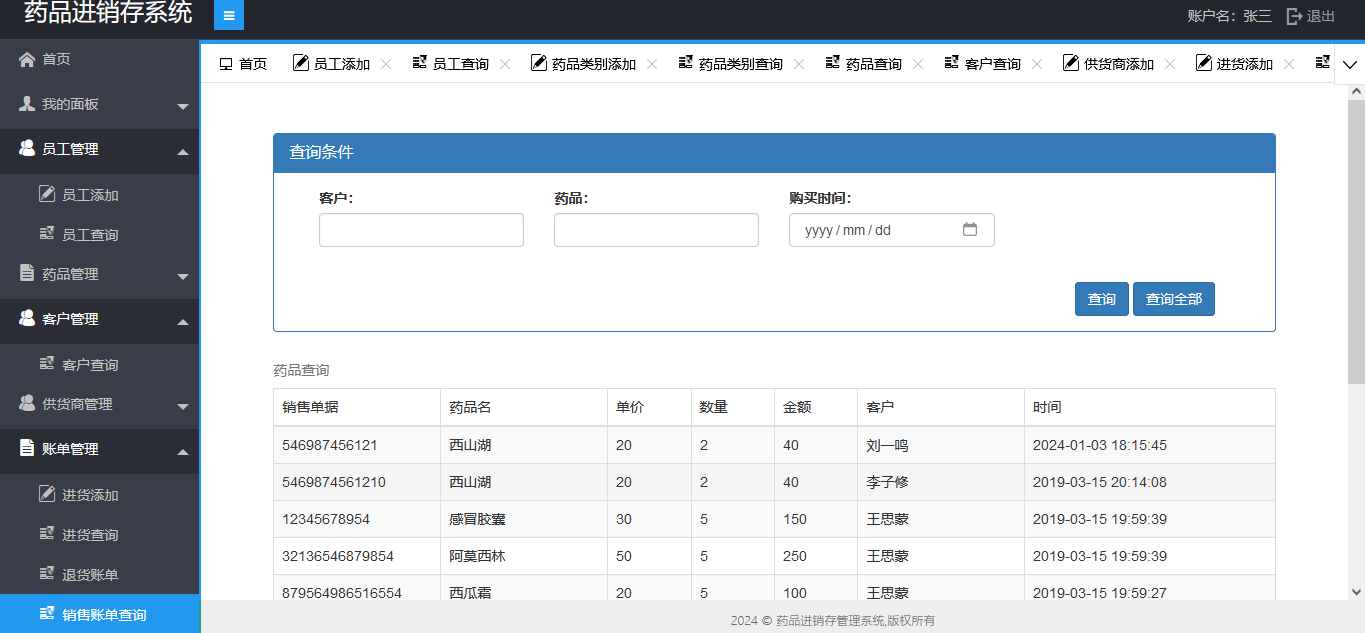 药品进销存系统
账户名：张三 退出
首页
我的面板
员工管理
员工添加
员工查询
药品管理
客户管理
客户查询
供货商管理
账单管理
进货添加
进货查询
退货账单
销售账单查询
首页 员工添加 员工查询 药品类别添加 药品类别查询 药品查询 客户查询 供货商添加 进货添加
查询条件
客户： 药品： 购买时间：
yyyy / mm / dd
查询 查询全部
药品查询
销售单据 药品名 单价 数量 金额 客户 时间
546987456121 西山湖 20 2 40 刘一鸣 2024-01-03 18:15:45
5469874561210 西山湖 20 2 40 李子修 2019-03-15 20:14:08
12345678954 感冒胶囊 30 5 150 王思蒙 2019-03-15 19:59:39
32136546879854 阿莫西林 50 5 250 王思蒙 2019-03-15 19:59:39
879564986516554 西瓜霜 20 5 100 王思蒙 2019-03-15 19:59:27
2024 © 药品进销存管理系统,版权所有